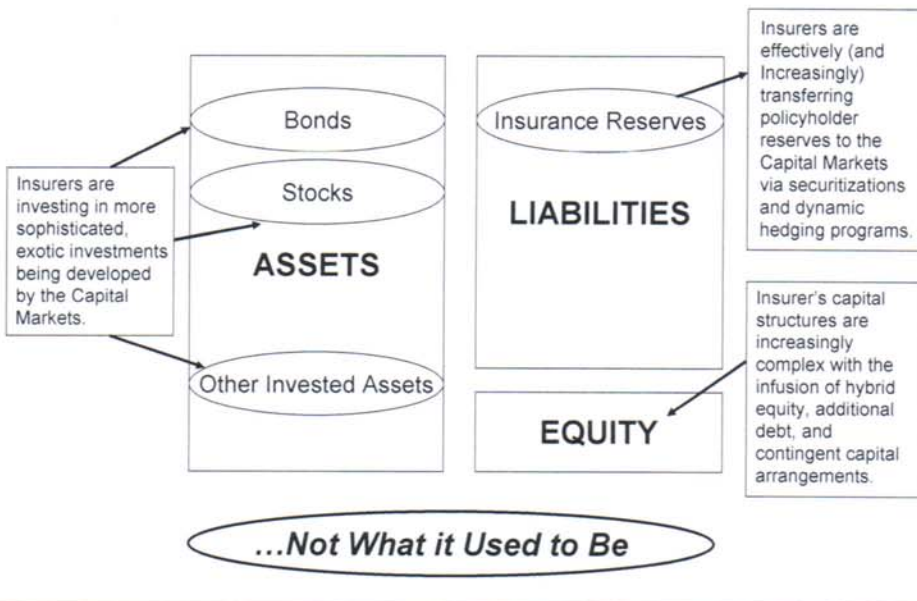 Insurers are
investing in more
sophisticated,
exotic investments
being developed
by the Capital
Markets.
Bonds
Stocks
ASSETS
Other Invested Assets
Insurance Reserves
LIABILITIES
EQUITY
Insurers are
effectively (and
Increasingly)
transferring
policyholder
reserves to the
Capital Markets
via securitizations
and dynamic
hedging programs.
Insurer's capital
structures are
increasingly
complex with the
infusion of hybrid
equity, additional
debt, and
contingent capital
arrangements.
...Not What it Used to Be